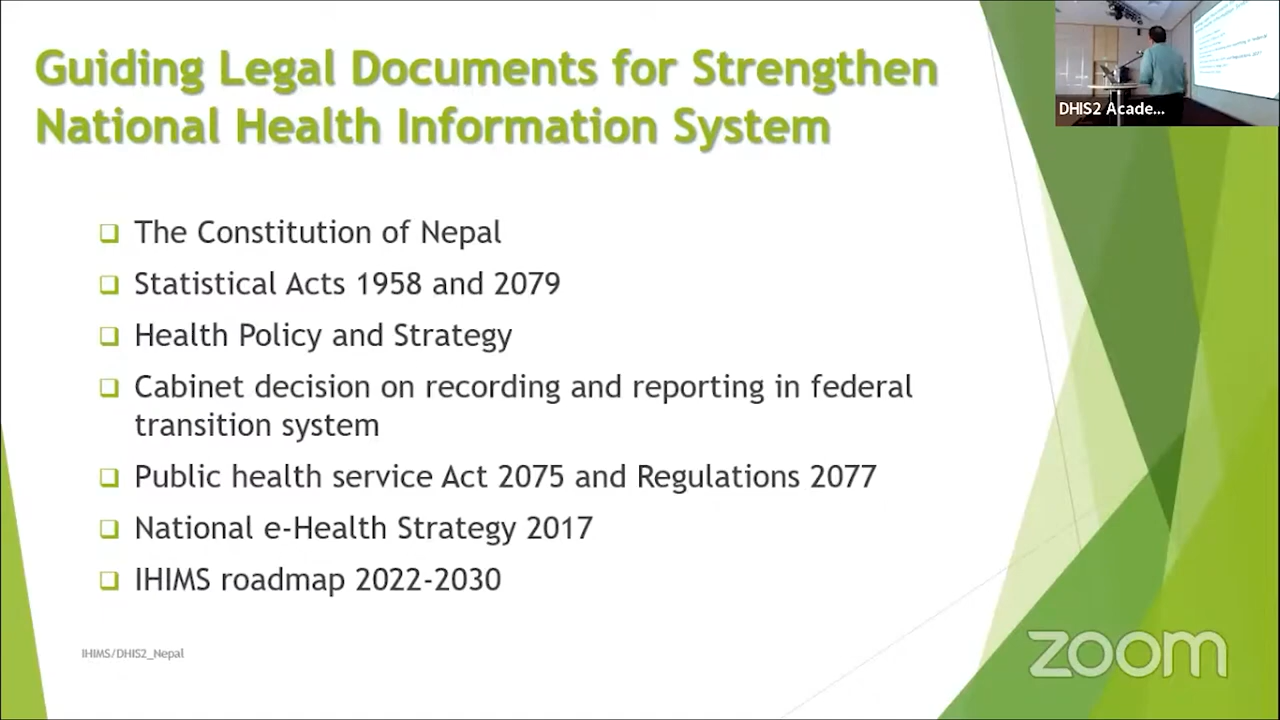 Guiding Legal Documents for Strengthen
National Health Information System
The Constitution of Nepal
Statistical Acts 1958 and 2079
Health Policy and Strategy
Cabinet decision on recording and reporting in federal
transition system
Public health service Act 2075 and Regulations 2077
National e-Health Strategy 2017
IHIMS roadmap 2022-2030
IHIMS/DHIS2_Nepal
DHIS2 Acade...
zoom